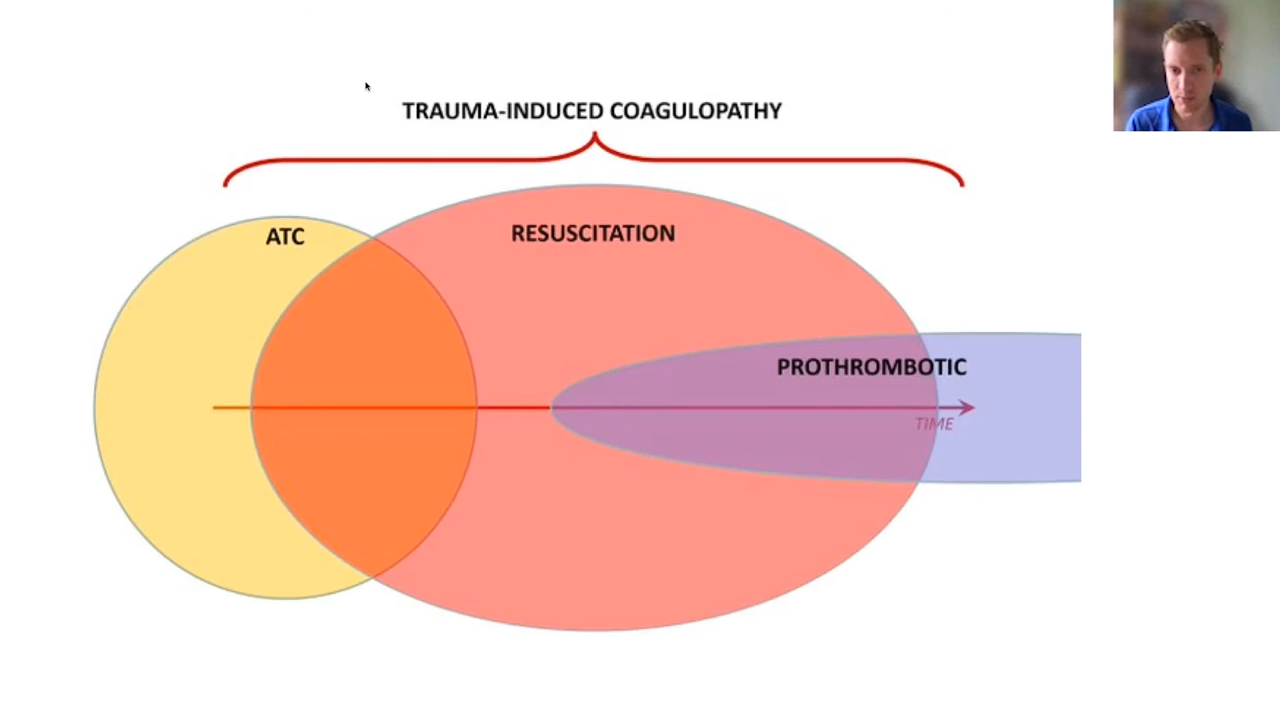 TRAUMA-INDUCED COAGULOPATHY
ATC
RESUSCITATION
PROTHROMBOTIC
TIME